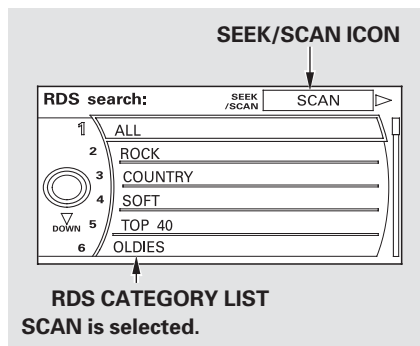 SEEK/SCAN ICON
RDS search:
SEEK
/SCAN
SCAN
1 ALL
2 ROCK
3 COUNTRY
4 SOFT
5 TOP 40
6 OLDIES
DOWN
RDS CATEGORY LIST
SCAN is selected.